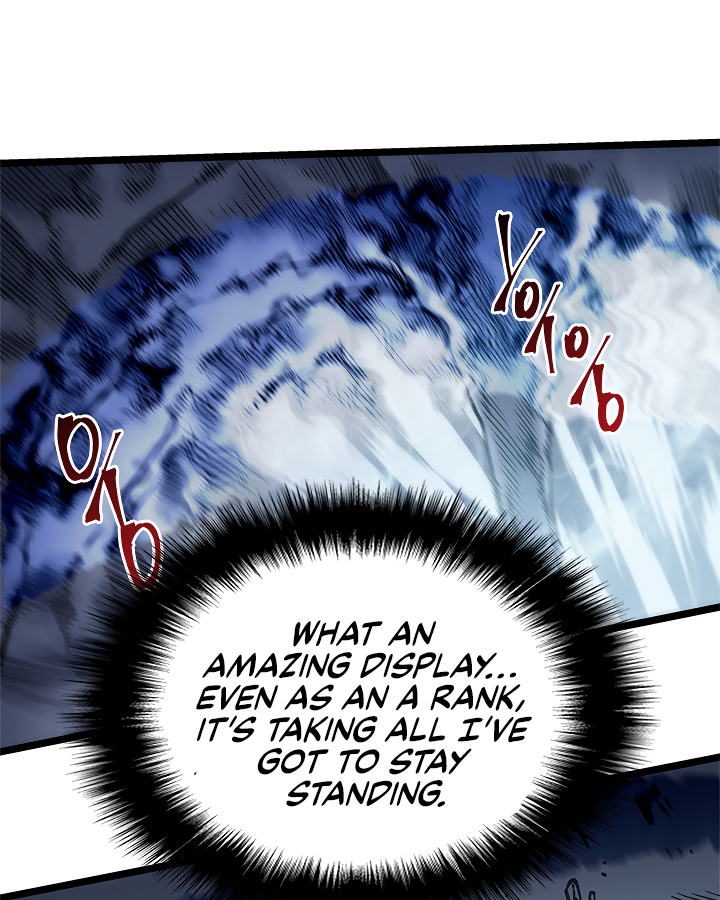 WHAT AN
AMAZING DISPLAY...
EVEN AS AN A RANK,
IT'S TAKING ALL I'VE
GOT TO STAY
STANDING.